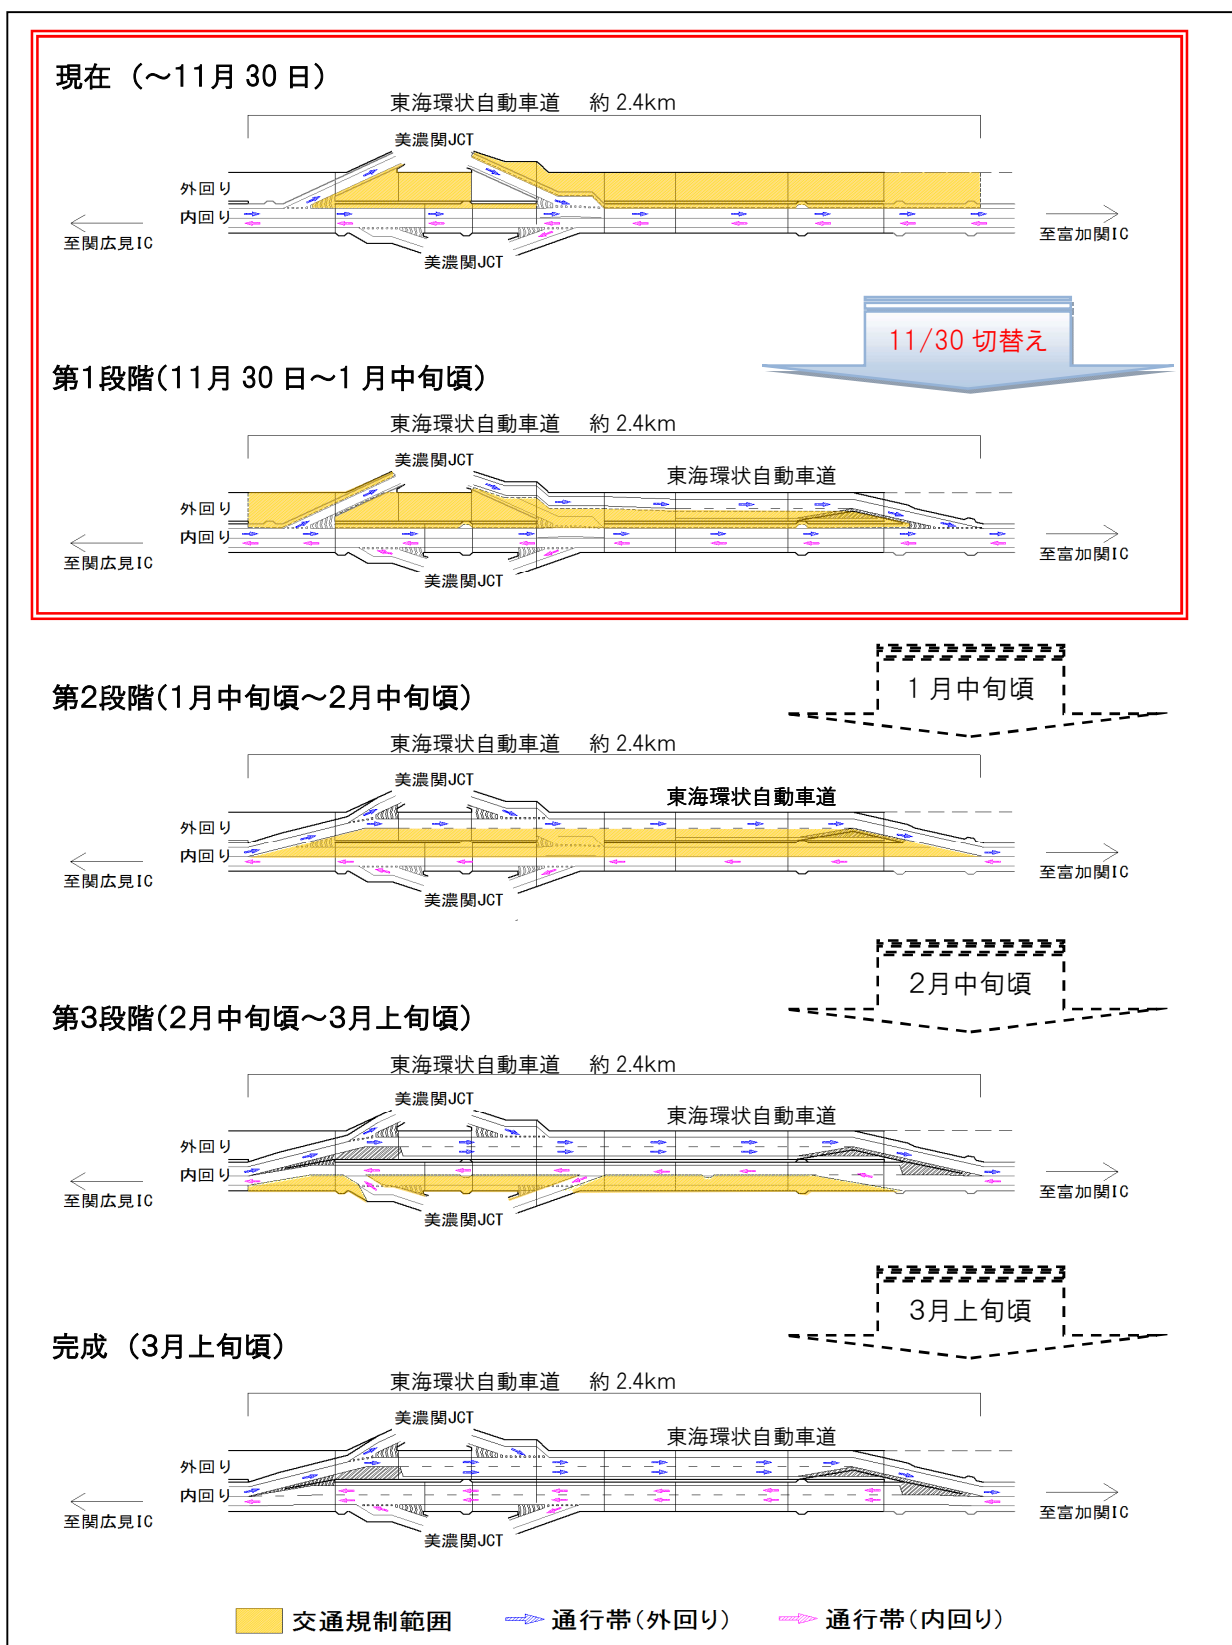 現在 （～11月 30 日）
東海環状自動車道　約 2.4km
美濃関JCT
外回り
内回り
至関広見IC
至富加関IC
美濃関JCT
11/30 切替え
第1段階（11月 30 日～1 月中旬頃）
東海環状自動車道　約 2.4km
美濃関JCT
東海環状自動車道
外回り
内回り
至関広見IC
至富加関IC
美濃関JCT
1 月中旬頃
第2段階（1月中旬頃～2月中旬頃）
東海環状自動車道　約 2.4km
美濃関JCT
東海環状自動車道
外回り
内回り
至関広見IC
至富加関IC
美濃関JCT
2月中旬頃
第3段階（2月中旬頃～3月上旬頃）
東海環状自動車道　約 2.4km
美濃関JCT
東海環状自動車道
外回り
内回り
至関広見IC
至富加関IC
美濃関JCT
3月上旬頃
完成 （3月上旬頃）
東海環状自動車道　約 2.4km
美濃関JCT
東海環状自動車道
外回り
内回り
至関広見IC
至富加関IC
美濃関JCT
交通規制範囲　通行帯（外回り）　通行帯（内回り）